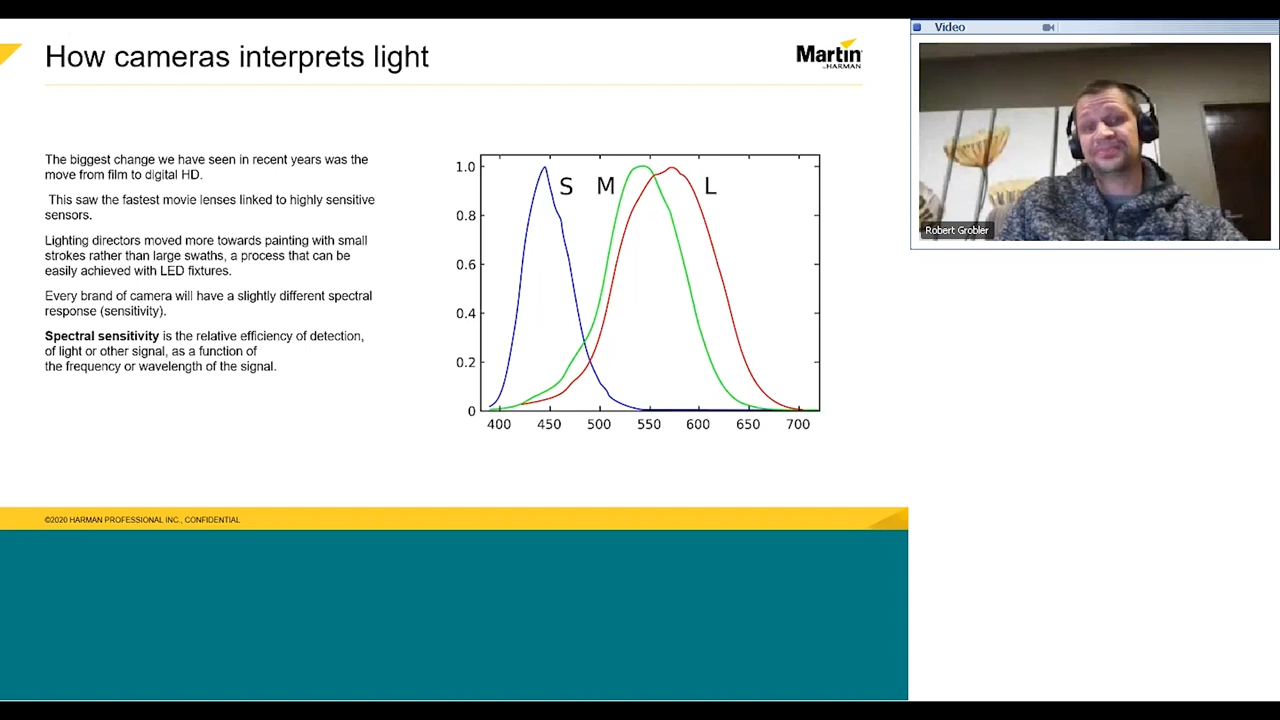 How cameras interprets light
Martin
by HARMAN
The biggest change we have seen in recent years was the
move from film to digital HD.
This saw the fastest movie lenses linked to highly sensitive
sensors.
Lighting directors moved more towards painting with small
strokes rather than large swaths, a process that can be
easily achieved with LED fixtures.
Every brand of camera will have a slightly different spectral
response (sensitivity).
Spectral sensitivity is the relative efficiency of detection,
of light or other signal, as a function of
the frequency or wavelength of the signal.
S M L
1.0
0.8
0.6
0.4
0.2
0
400 450 500 550 600 650 700
©2020 HARMAN PROFESSIONAL INC., CONFIDENTIAL
Video
Robert Grobler